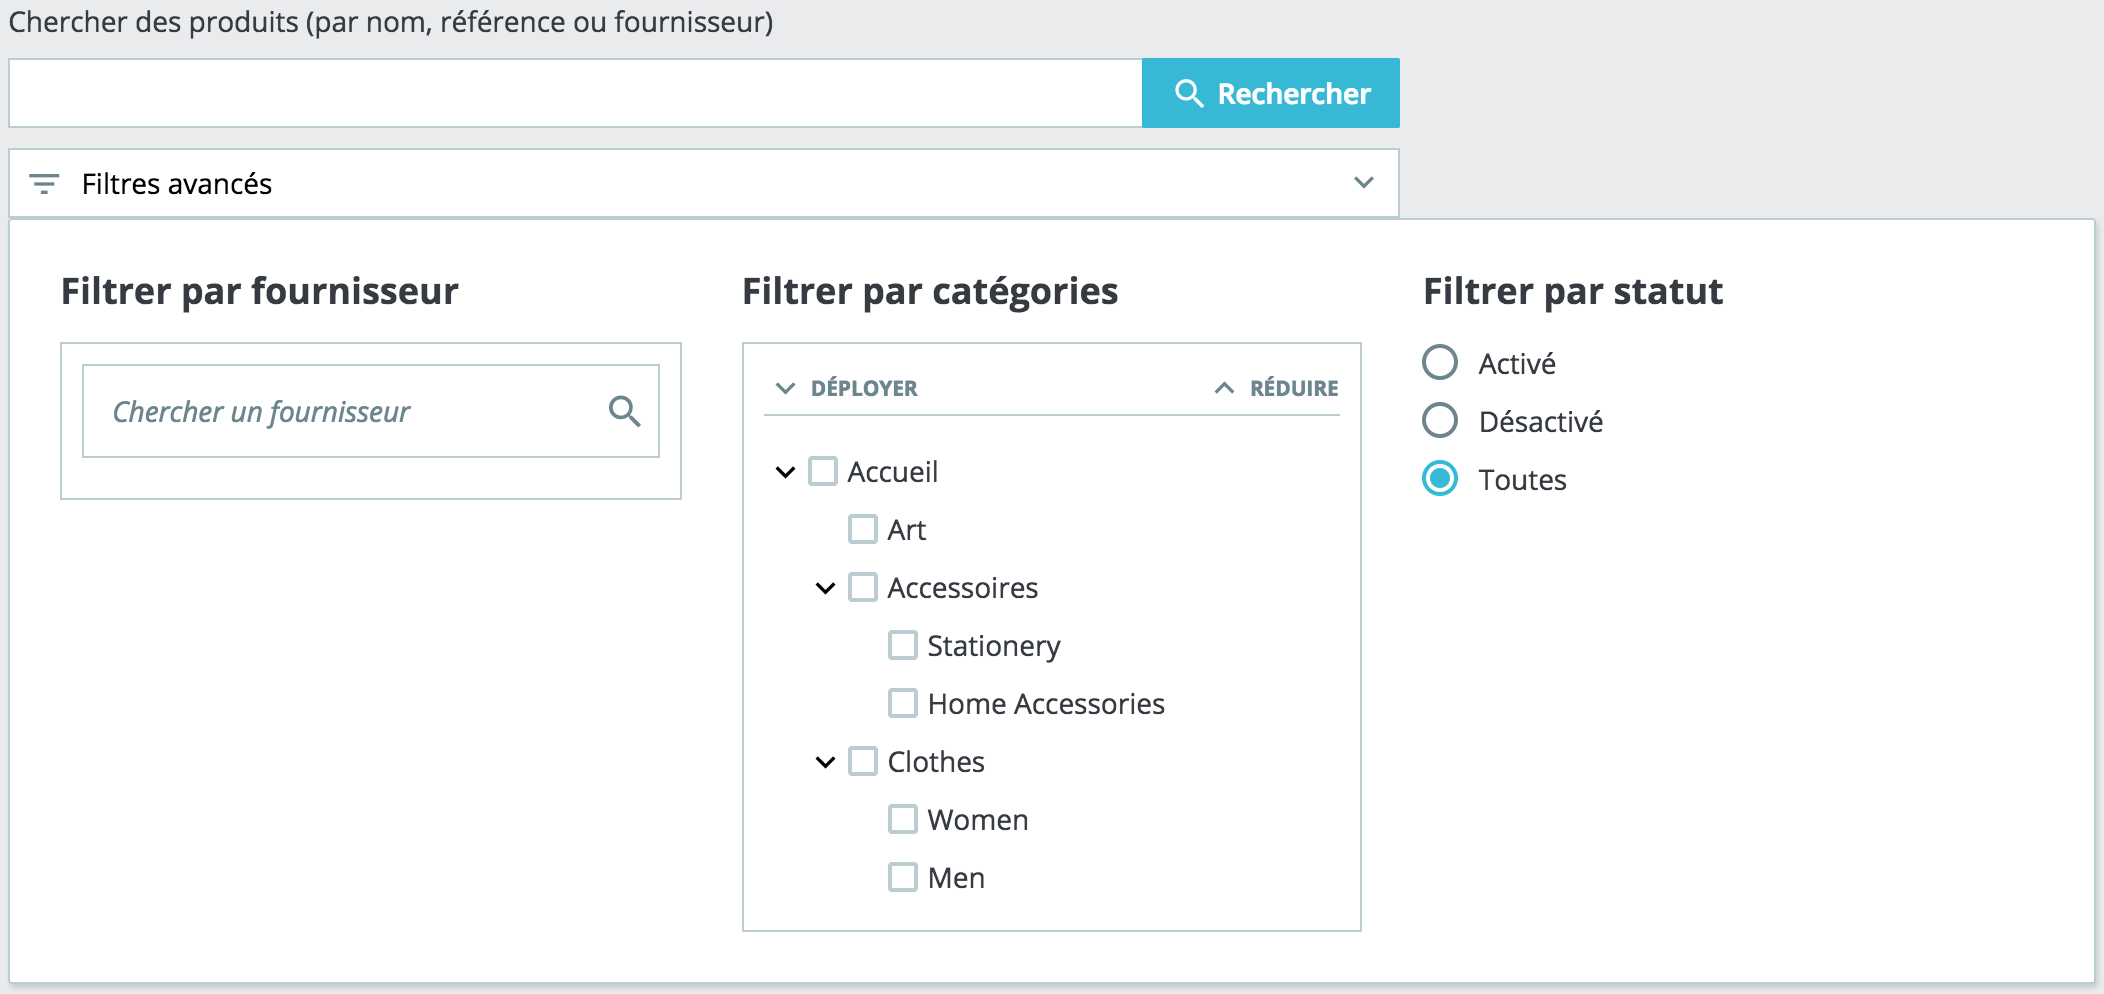 Chercher des produits (par nom, référence ou fournisseur)
Rechercher
Filtres avancés
Filtrer par fournisseur
Chercher un fournisseur
Filtrer par catégories
DÉPLOYER
RÉDUIRE
Accueil
Art
Accessoires
Stationery
Home Accessories
Clothes
Women
Men
Filtrer par statut
Activé
Désactivé
Toutes